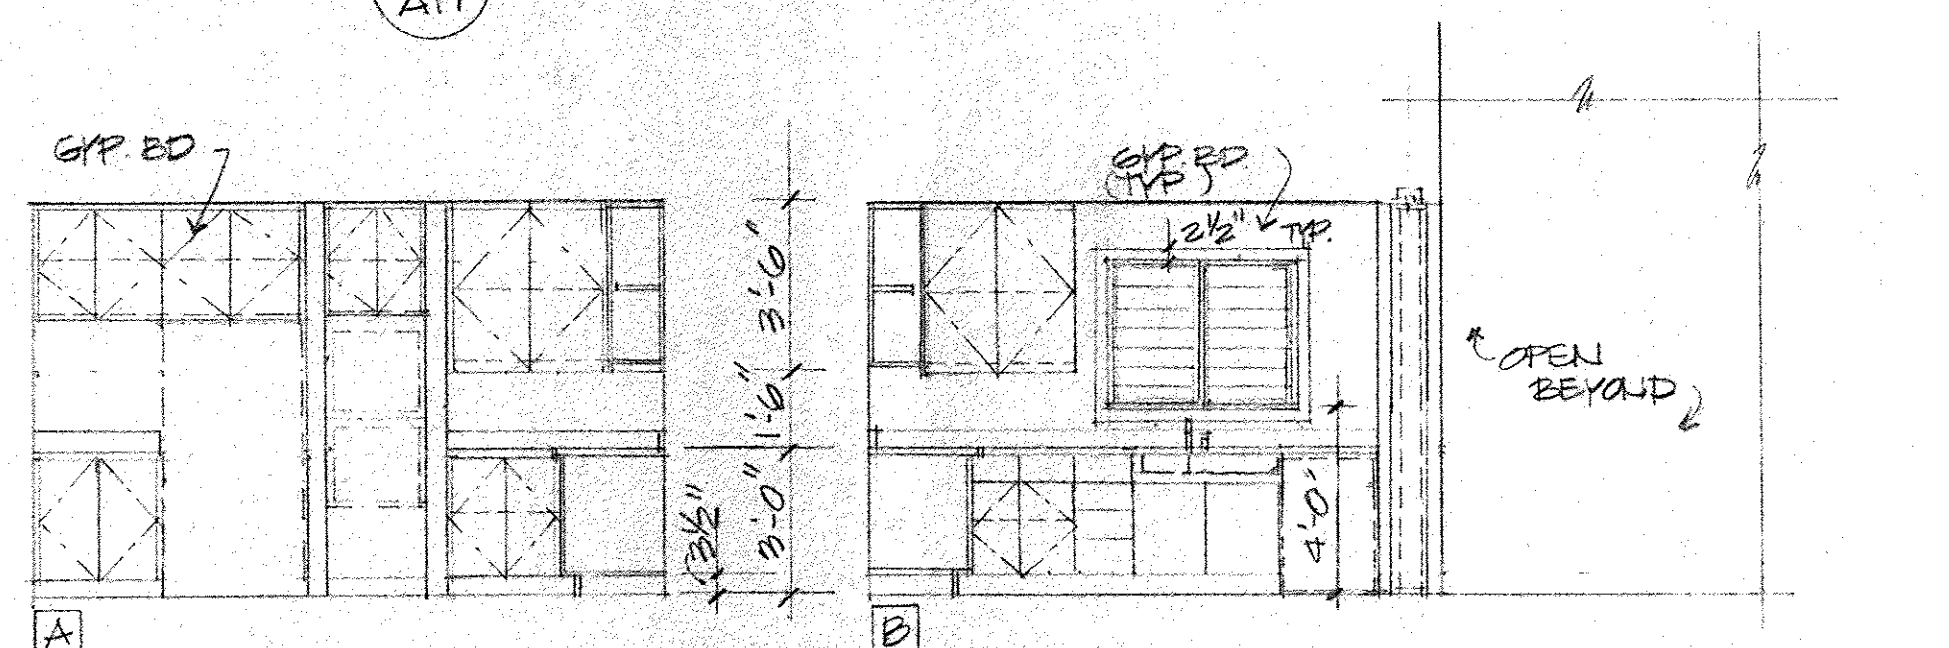 A11
GYP. BD
GYP. BD.
(TYP)
2½" TYP.
3'-6"
1'-6"
3'-0"
(3½"
4'-0"
OPEN
BEYOND
A
B